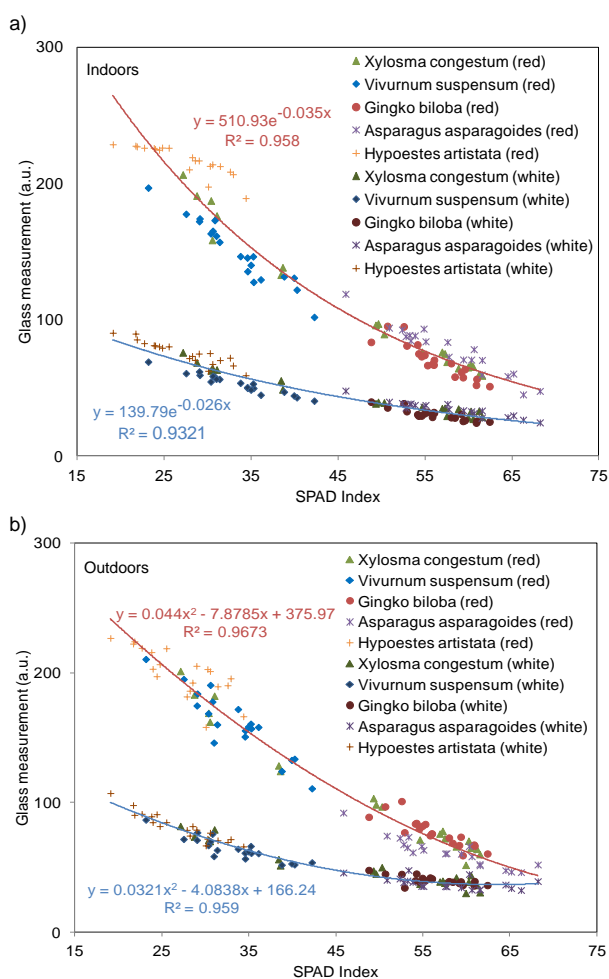 a)
300
Indoors
Xylosma congestum (red)
Vivurnum suspensum (red)
Gingko biloba (red)
Asparagus asparagoides (red)
Hypoestes artistata (red)
Xylosma congestum (white)
Vivurnum suspensum (white)
Gingko biloba (white)
Asparagus asparagoides (white)
Hypoestes artistata (white)
y = 510.93e^-0.035x
R² = 0.958
200
Glass measurement (a.u.)
100
y = 139.79e^-0.026x
R² = 0.9321
0
15 25 35 45 55 65 75
SPAD Index
b)
300
Outdoors
Xylosma congestum (red)
Vivurnum suspensum (red)
Gingko biloba (red)
Asparagus asparagoides (red)
Hypoestes artistata (red)
Xylosma congestum (white)
Vivurnum suspensum (white)
Gingko biloba (white)
Asparagus asparagoides (white)
Hypoestes artistata (white)
y = 0.044x² - 7.8785x + 375.97
R² = 0.9673
200
Glass measurement (a.u.)
100
y = 0.0321x² - 4.0838x + 166.24
R² = 0.959
0
15 25 35 45 55 65 75
SPAD Index